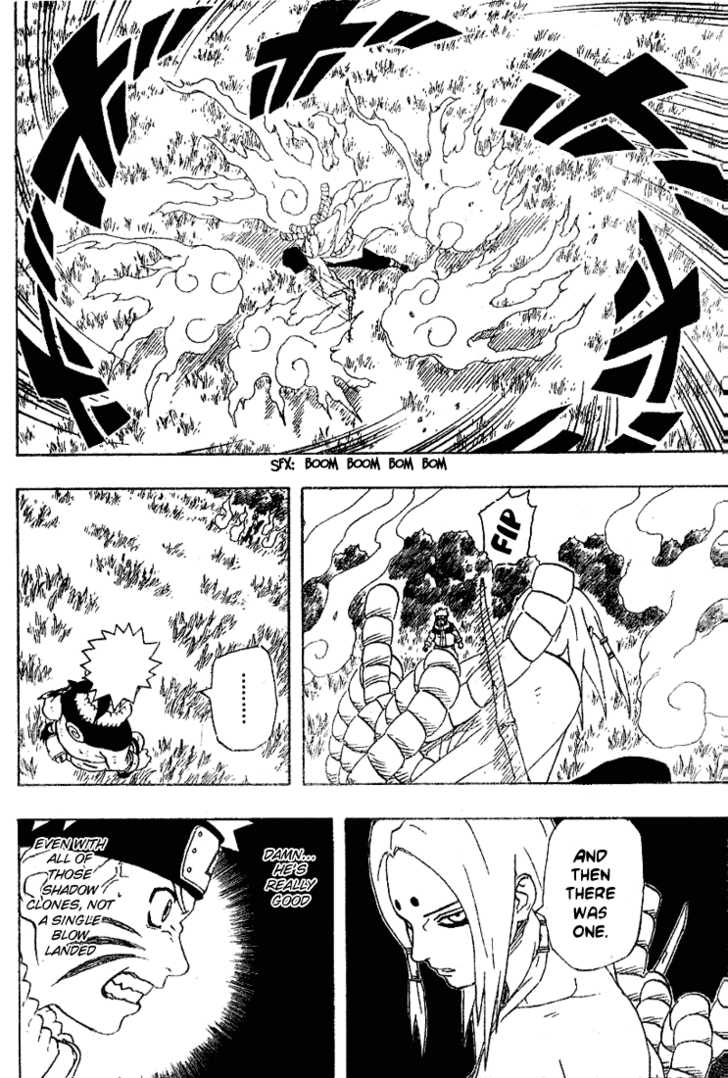 SFX: BOOM BOOM BOM BOM
FIP
........
AND
THEN
THERE
WAS
ONE.
DAMN...
HE'S
REALLY
GOOD
EVEN WITH
ALL OF
THOSE
SHADOW
CLONES, NOT
A SINGLE
BLOW
LANDED